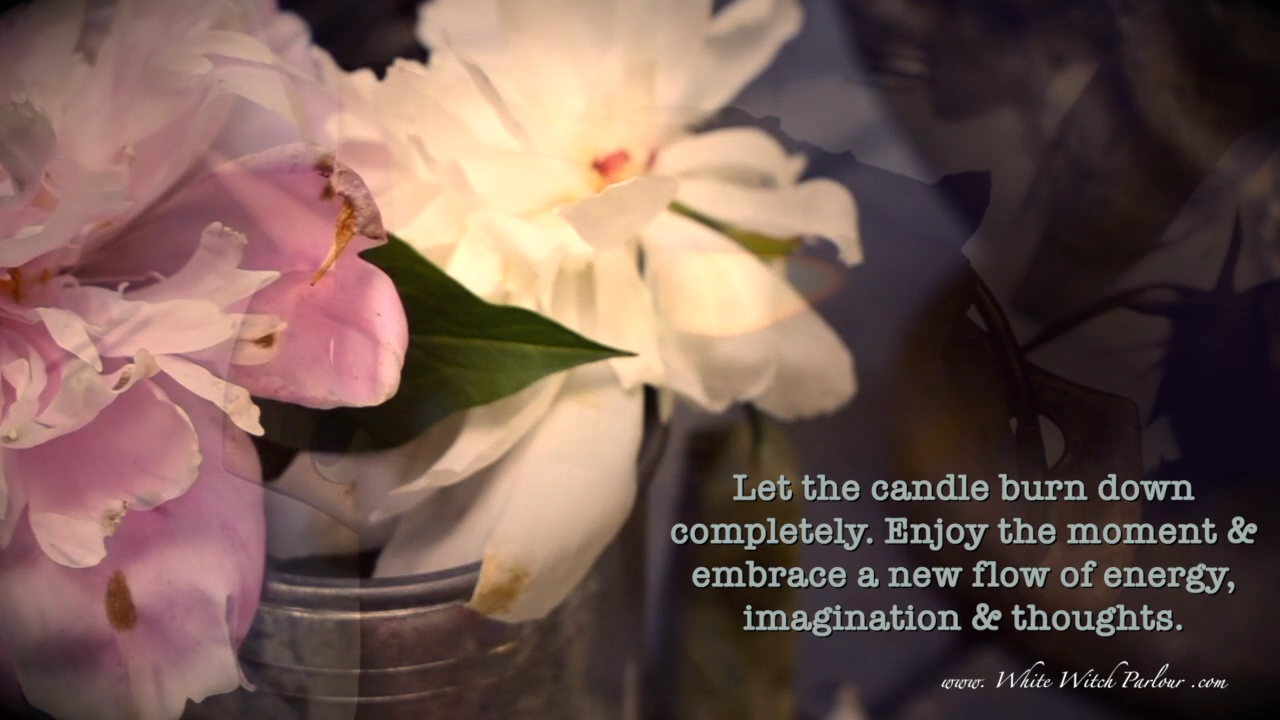 Let the candle burn down
completely. Enjoy the moment &
embrace a new flow of energy,
imagination & thoughts.
www. White Witch Parlour .com